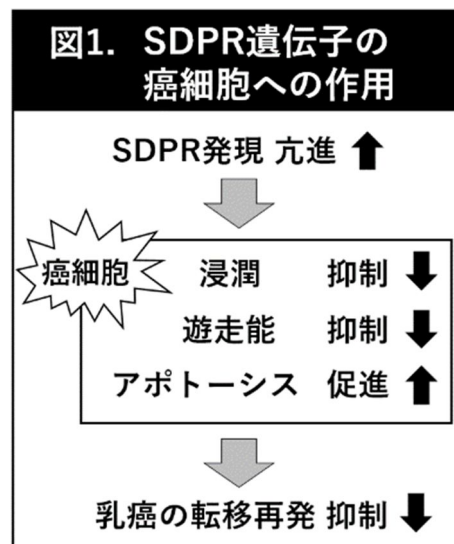 図1. SDPR遺伝子の
癌細胞への作用
SDPR発現 亢進 ↑
癌細胞
浸潤 抑制 ↓
遊走能 抑制 ↓
アポトーシス 促進 ↑
乳癌の転移再発 抑制 ↓